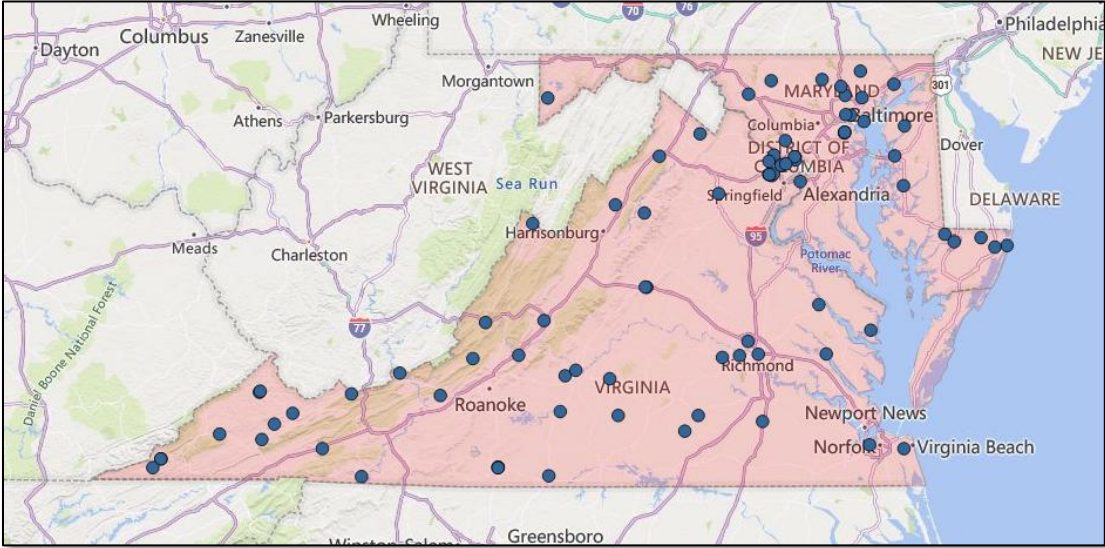 Wheeling
70
76
Philadelphia
Columbus
Zanesville
Dayton
NEW JE
Morgantown
301
MARYLAND
Athens
Parkersburg
Columbia
Baltimore
Dover
DISTRICT OF
COLUMBIA
WEST
VIRGINIA
Sea Run
Springfield
Alexandria
DELAWARE
Harrisonburg
95
Meads
Charleston
Potomac
River
Daniel Boone National Forest
77
Richmond
VIRGINIA
Roanoke
Newport News
Norfolk
Virginia Beach
Greensboro
Winston-Salem